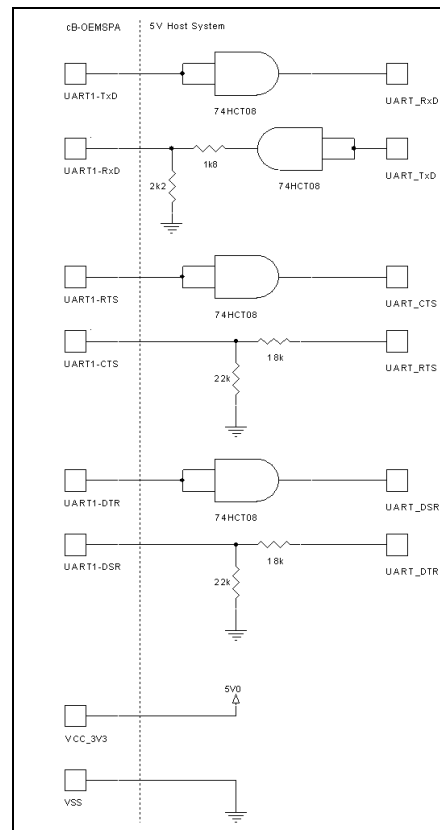 cB-OEMSPA 5V Host System
UART1-TxD
74HCT08
UART_RxD
UART1-RxD
1k8
2k2
74HCT08
UART_TxD
UART1-RTS
74HCT08
UART_CTS
UART1-CTS
18k
22k
UART_RTS
UART1-DTR
74HCT08
UART_DSR
UART1-DSR
18k
22k
UART_DTR
5V0
VCC_3V3
VSS